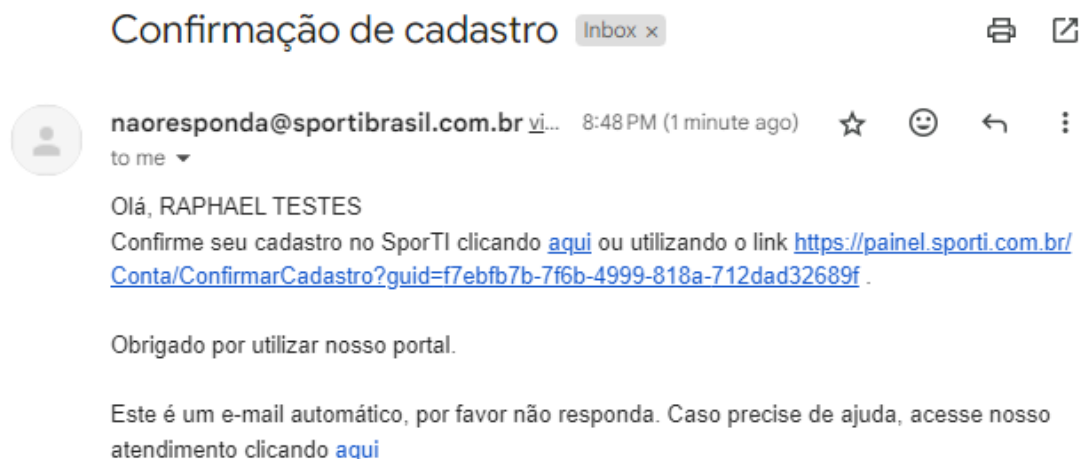 Confirmação de cadastro Inbox x
naoresponda@sportibrasil.com.br vi... 8:48 PM (1 minute ago)
to me
Olá, RAPHAEL TESTES
Confirme seu cadastro no SporTI clicando aqui ou utilizando o link https://painel.sporti.com.br/
Conta/ConfirmarCadastro?guid=f7ebfb7b-7f6b-4999-818a-712dad32689f .
Obrigado por utilizar nosso portal.
Este é um e-mail automático, por favor não responda. Caso precise de ajuda, acesse nosso
atendimento clicando aqui